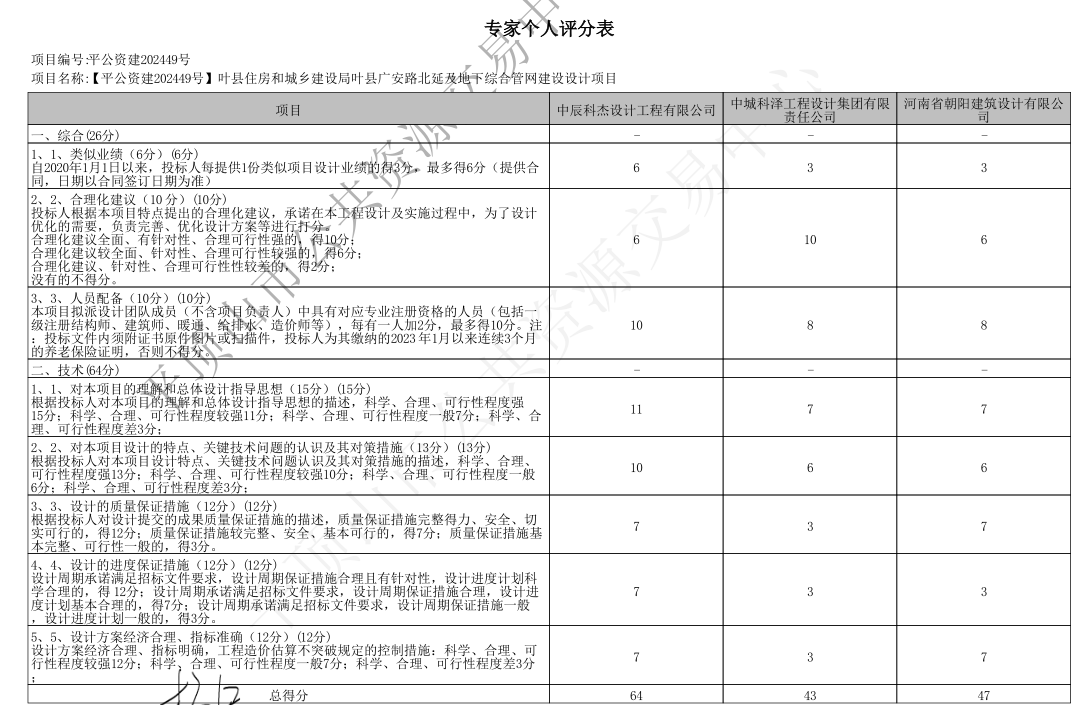 专家个人评分表
项目编号:平公资建202449号
项目名称:【平公资建202449号】叶县住房和城乡建设局叶县广安路北延及地下综合管网建设设计项目
项目 中辰科杰设计工程有限公司 中城科泽工程设计集团有限责任公司 河南省朝阳建筑设计有限公司
一、综合(26分) – – –
1、1、类似业绩（6分）(6分)
自2020年1月1日以来，投标人每提供1份类似项目设计业绩的得3分，最多得6分（提供合
同，日期以合同签订日期为准） 6 3 3
2、2、合理化建议（10 分）(10分)
投标人根据本项目特点提出的合理化建议，承诺在本工程设计及实施过程中，为了设计
优化的需要，负责完善、优化设计方案等进行打分。
合理化建议全面、有针对性、合理可行性强的，得10分；
合理化建议较全面、针对性、合理可行性较强的，得6分；
合理化建议、针对性、合理可行性性较差的，得2分；
没有的不得分。 6 10 6
3、3、人员配备（10分）(10分)
本项目拟派设计团队成员（不含项目负责人）中具有对应专业注册资格的人员（包括一
级注册结构师、建筑师、暖通、给排水、造价师等），每有一人加2分，最多得10分。注
：投标文件内须附证书原件图片或扫描件，投标人为其缴纳的2023 年1月以来连续3个月
的养老保险证明，否则不得分。 10 8 8
二、技术(64分) – – –
1、1、对本项目的理解和总体设计指导思想（15分）(15分)
根据投标人对本项目的理解和总体设计指导思想的描述，科学、合理、可行性程度强
15分；科学、合理、可行性程度较强11分；科学、合理、可行性程度一般7分；科学、合
理、可行性程度差3分； 11 7 7
2、2、对本项目设计的特点、关键技术问题的认识及其对策措施（13分）(13分)
根据投标人对本项目设计特点、关键技术问题认识及其对策措施的描述，科学、合理、
可行性程度强13分；科学、合理、可行性程度较强10分；科学、合理、可行性程度一般
6分；科学、合理、可行性程度差3分； 10 6 6
3、3、设计的质量保证措施（12分）(12分)
根据投标人对设计提交的成果质量保证措施的描述，质量保证措施完整得力、安全、切
实可行的，得12分；质量保证措施较完整、安全、基本可行的，得7分；质量保证措施基
本完整、可行性一般的，得3分。 7 3 7
4、4、设计的进度保证措施（12分）(12分)
设计周期承诺满足招标文件要求，设计周期保证措施合理且有针对性，设计进度计划科
学合理的，得 12分；设计周期承诺满足招标文件要求，设计周期保证措施合理，设计进
度计划基本合理的，得7分；设计周期承诺满足招标文件要求，设计周期保证措施一般
，设计进度计划一般的，得3分。 7 3 3
5、5、设计方案经济合理、指标准确（12分）(12分)
设计方案经济合理、指标明确，工程造价估算不突破规定的控制措施：科学、合理、可
行性程度较强12分；科学、合理、可行性程度一般7分；科学、合理、可行性程度差3分
； 7 3 7
总得分 64 43 47
平顶山市公共资源交易中
顶山市公共资源交易中心